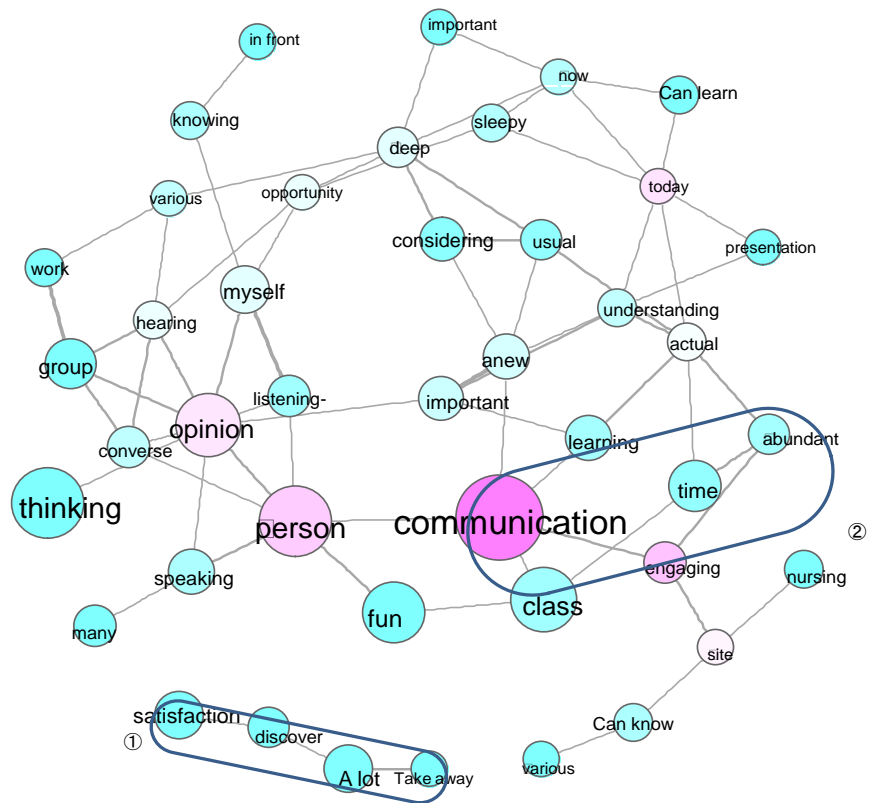 in front
important
now
Can learn
knowing
sleepy
deep
today
opportunity
various
considering
usual
presentation
work
myself
understanding
hearing
actual
anew
group
listening-
important
opinion
learning
abundant
converse
time
thinking
communication
person
②
engaging
nursing
speaking
class
fun
many
site
satisfaction
Can know
discover
①
various
A lot
Take away